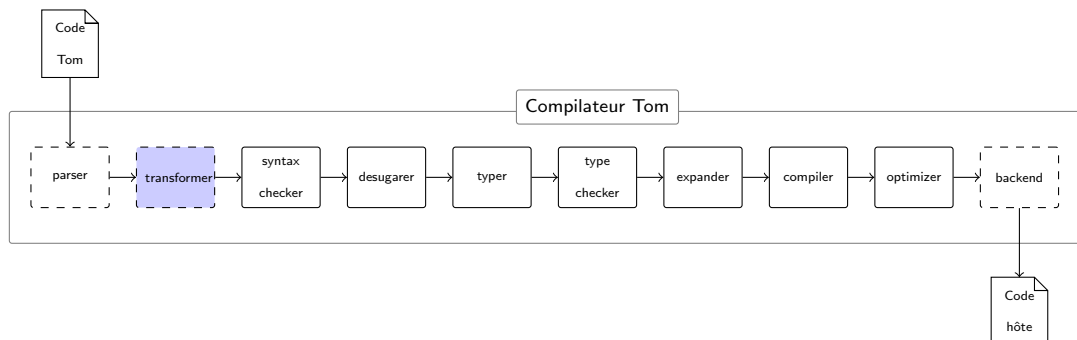 Code
Tom
Compilateur Tom
parser
transformer
syntax
checker
desugarer
typer
type
checker
expander
compiler
optimizer
backend
Code
hôte